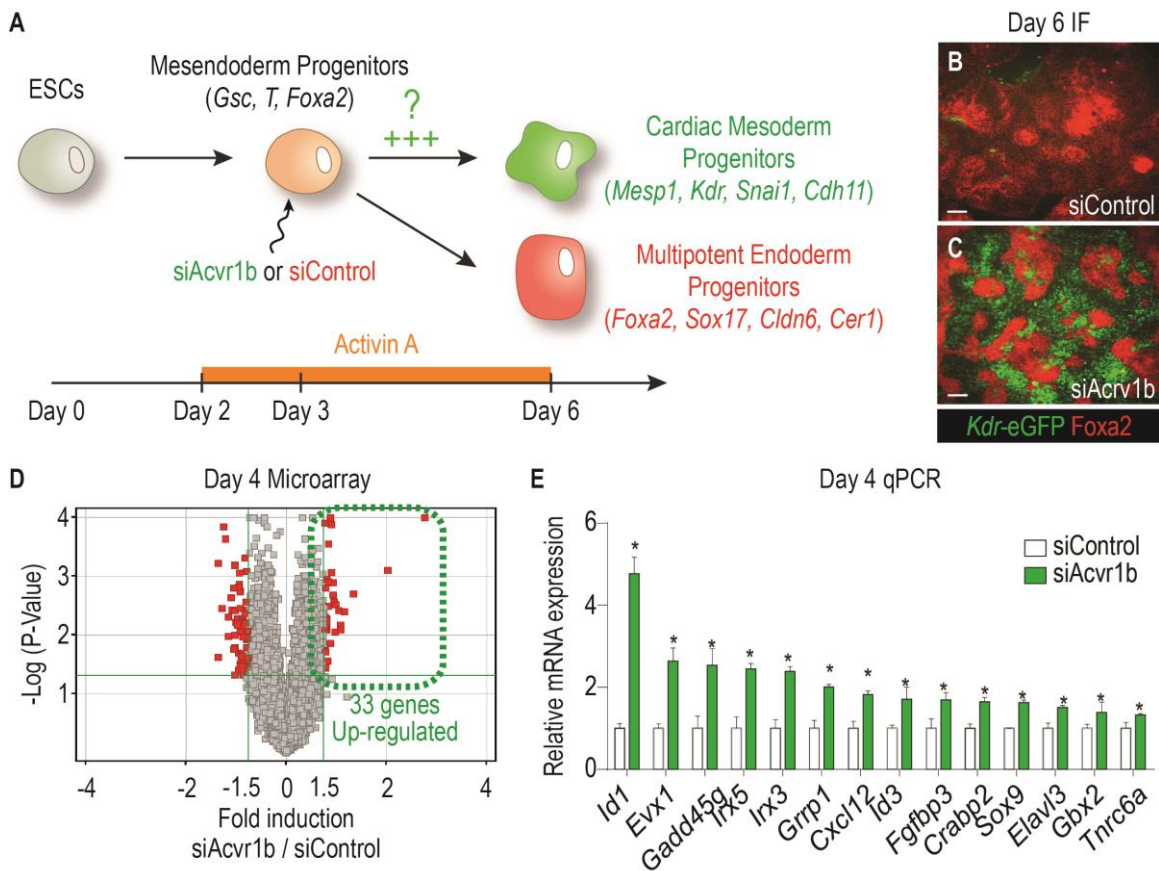 A
Day 6 IF
ESCs
Mesendoderm Progenitors
(Gsc, T, Foxa2)
?
+++
Cardiac Mesoderm
Progenitors
(Mesp1, Kdr, Snai1, Cdh11)
siAcvr1b or siControl
Multipotent Endoderm
Progenitors
(Foxa2, Sox17, Cldn6, Cer1)
Activin A
Day 0
Day 2
Day 3
Day 6
B
siControl
C
siAcrv1b
Kdr-eGFP Foxa2
D
Day 4 Microarray
-Log (P-Value)
4
3
2
1
33 genes
Up-regulated
-4 -1.5 0 1.5 4
Fold induction
siAcvr1b / siControl
E
Day 4 qPCR
Relative mRNA expression
6
4
2
0
siControl
siAcvr1b
* * * * * * * * * * * * * *
Id1
Evx1
Gadd45g
Irx5
Irx3
Grrp1
Cxcl12
Id3
Fgfbp3
Crabp2
Sox9
Elavl3
Gbx2
Tnrc6a